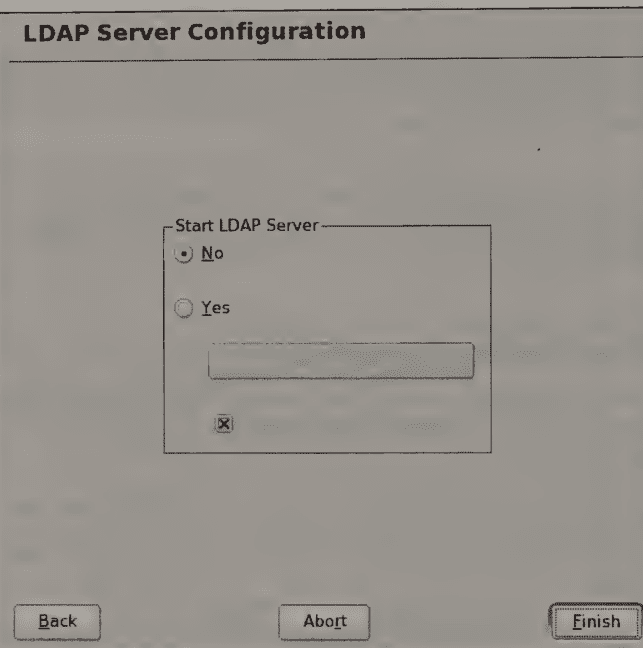 LDAP Server Configuration
Start LDAP Server
No
Yes
Back
Abort
Finish